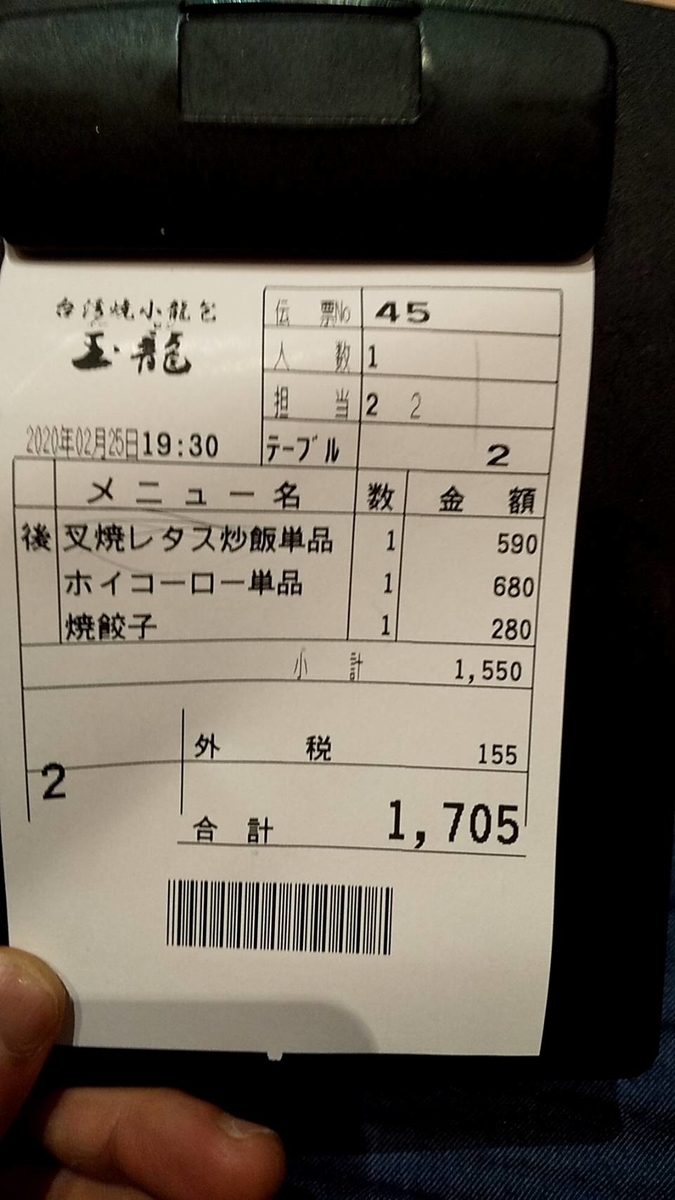 台湾焼小龍包
玉龍
伝票No 45
人数 1
担当 2 2
2020年02月25日19:30
テーブル 2
メニュー名 数 金額
後 叉焼レタス炒飯単品 1 590
ホイコーロー単品 1 680
焼餃子 1 280
小計 1,550
外税 155
2
合計 1,705